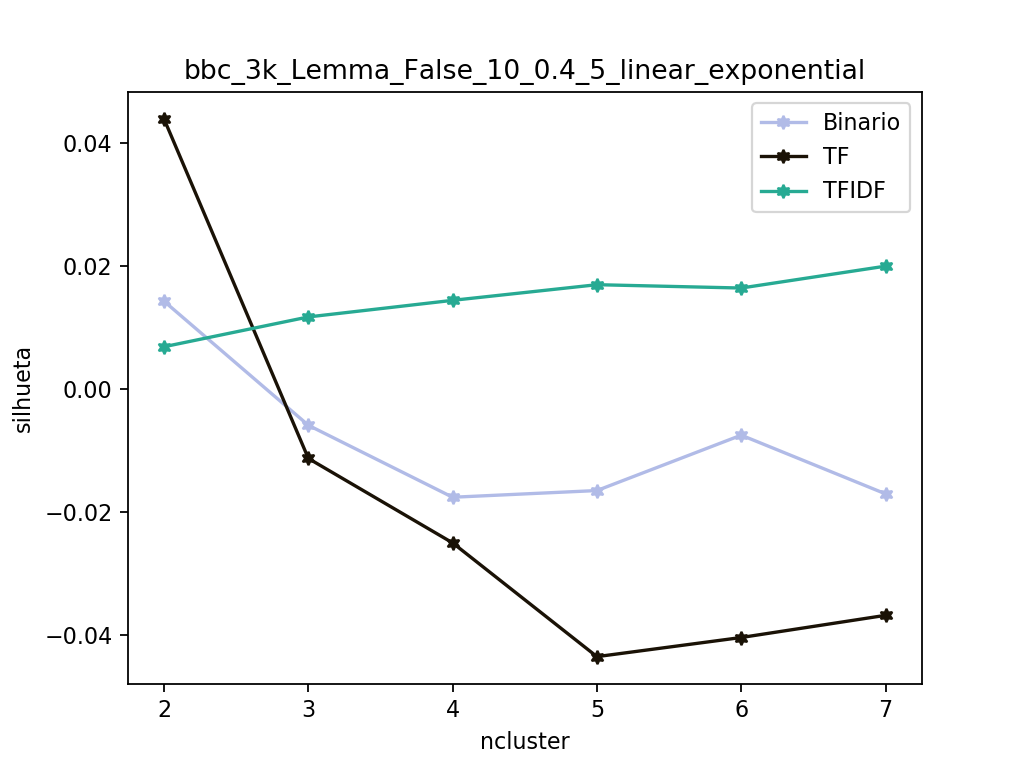 bbc_3k_Lemma_False_10_0.4_5_linear_exponential
Binario
TF
TFIDF
0.04
0.02
0.00
−0.02
−0.04
silhueta
2 3 4 5 6 7
ncluster